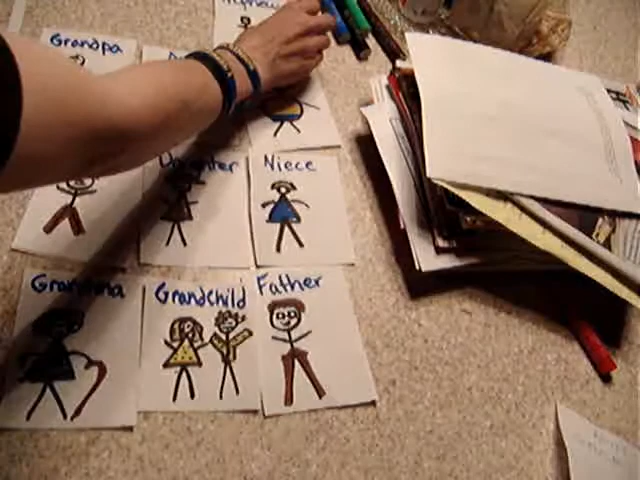 Grandpa
Daughter
Niece
Grandma
Grandchild
Father